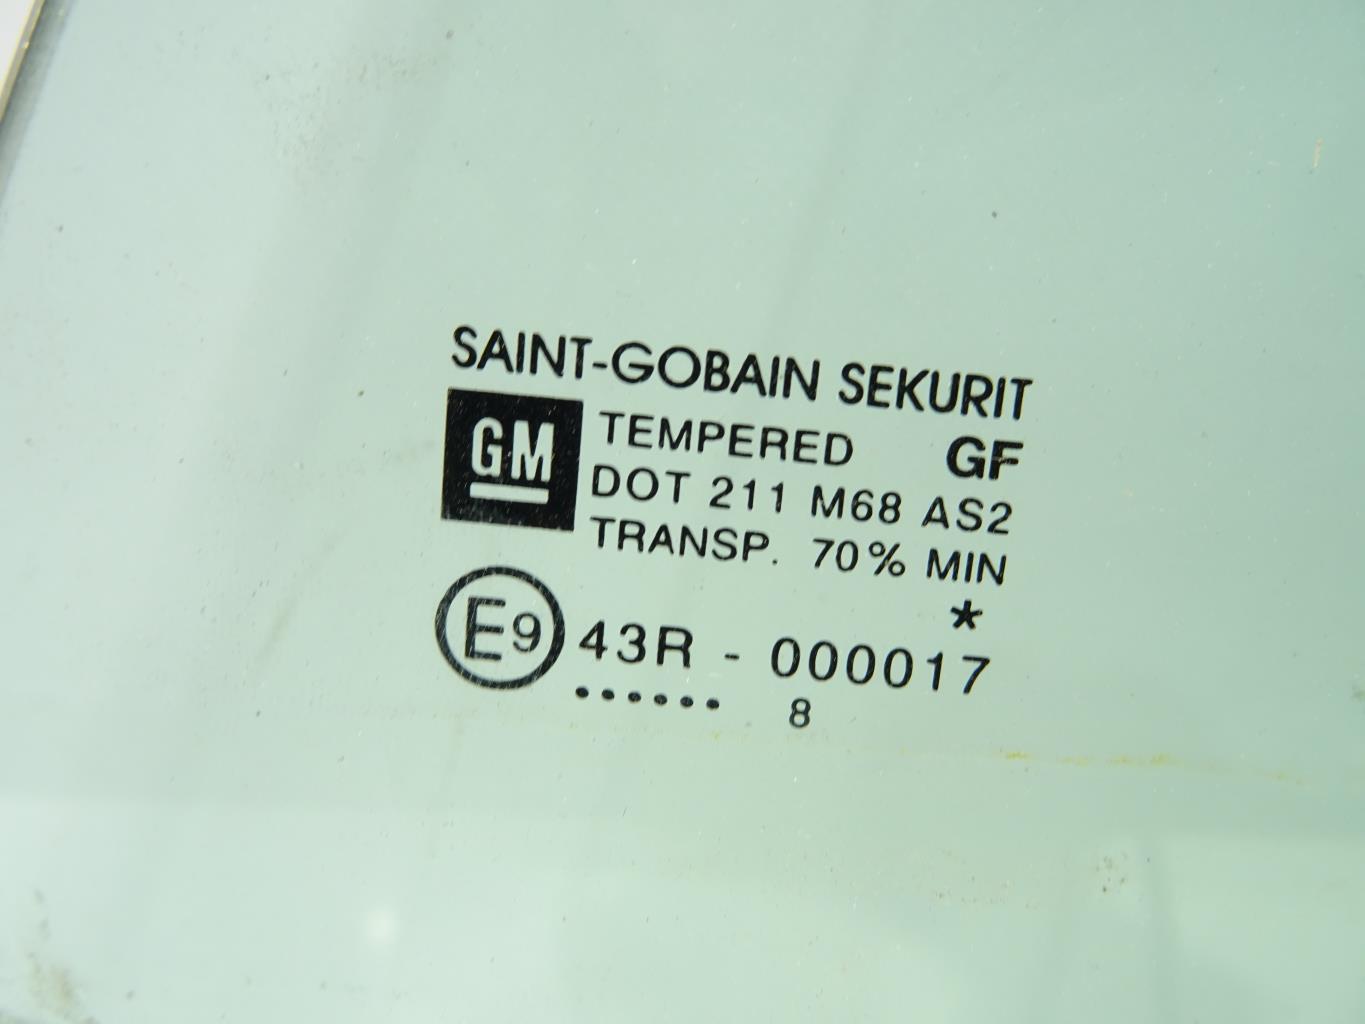 SAINT-GOBAIN SEKURIT
GM
TEMPERED GF
DOT 211 M68 AS2
TRANSP. 70% MIN
*
E9 43R - 000017
...... 8